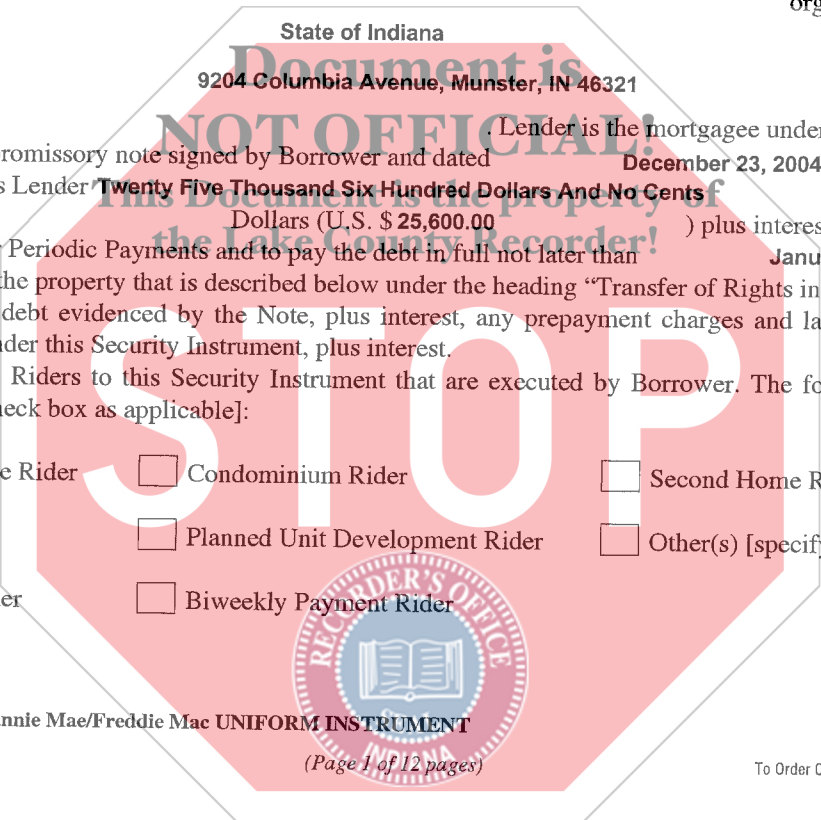 org
State of Indiana
Document is
9204 Columbia Avenue, Munster, IN 46321
NOT OFFICIAL!
. Lender is the mortgagee under
romissory note signed by Borrower and dated December 23, 2004
s Lender Twenty Five Thousand Six Hundred Dollars And No Cents
This Document is the property of
Dollars (U.S. $ 25,600.00 ) plus interes
the Lake County Recorder!
Periodic Payments and to pay the debt in full not later than Janu
the property that is described below under the heading “Transfer of Rights in
debt evidenced by the Note, plus interest, any prepayment charges and la
der this Security Instrument, plus interest.
Riders to this Security Instrument that are executed by Borrower. The fo
heck box as applicable]:
STOP
e Rider Condominium Rider Second Home R
Planned Unit Development Rider Other(s) [specify
er Biweekly Payment Rider
RECORDER'S OFFICE
SEAL
INDIANA
nnie Mae/Freddie Mac UNIFORM INSTRUMENT
(Page 1 of 12 pages)
To Order C